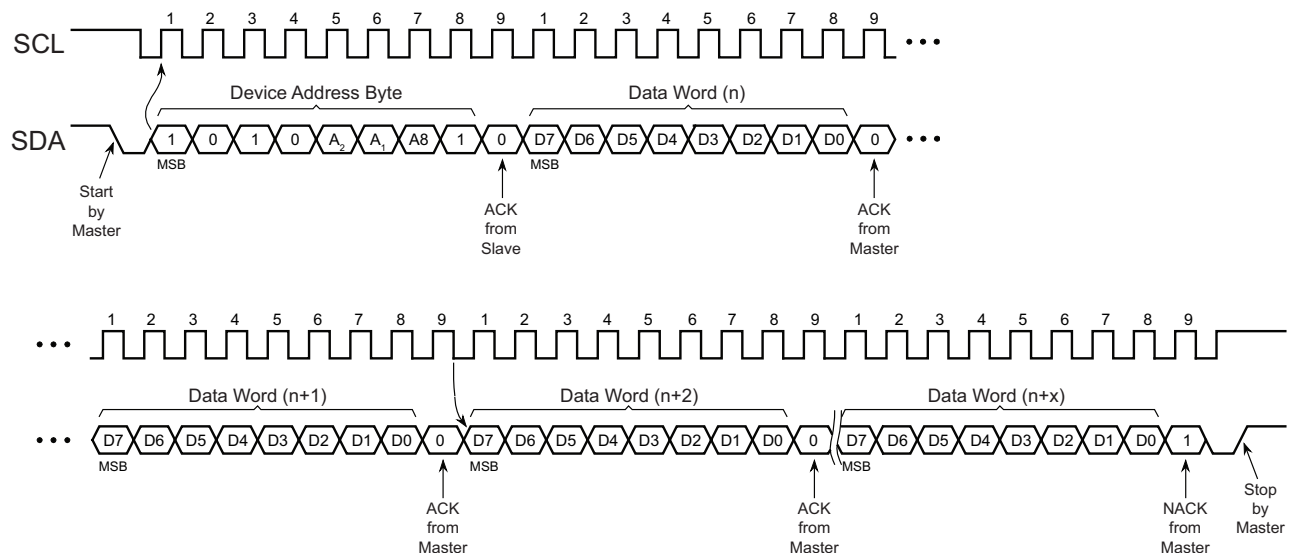 1 2 3 4 5 6 7 8 9 1 2 3 4 5 6 7 8 9
SCL
Device Address Byte Data Word (n)
SDA 1 0 1 0 A2 A1 A8 1 0 D7 D6 D5 D4 D3 D2 D1 D0 0
MSB MSB
Start by Master
ACK from Slave
ACK from Master
1 2 3 4 5 6 7 8 9 1 2 3 4 5 6 7 8 9 1 2 3 4 5 6 7 8 9
Data Word (n+1) Data Word (n+2) Data Word (n+x)
D7 D6 D5 D4 D3 D2 D1 D0 0 D7 D6 D5 D4 D3 D2 D1 D0 0 D7 D6 D5 D4 D3 D2 D1 D0 1
MSB MSB MSB
ACK from Master
ACK from Master
NACK from Master
Stop by Master